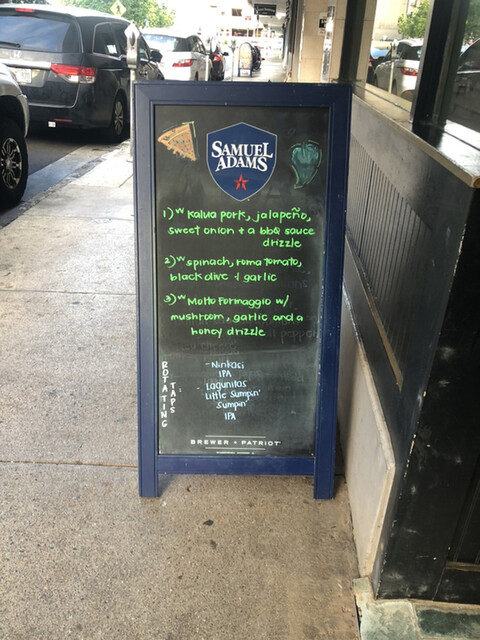 SAMUEL
ADAMS
1) w Kalua pork, jalapeño,
sweet onion + a bbq sauce
drizzle
2) w spinach, roma tomato,
black olive & garlic
3) w Molto Formaggio w/
mushroom, garlic and a
honey drizzle
ROTATING
TAPS:
- Ninkasi
IPA
- Lagunitas
Little Sumpin'
Sumpin'
IPA
BREWER + PATRIOT